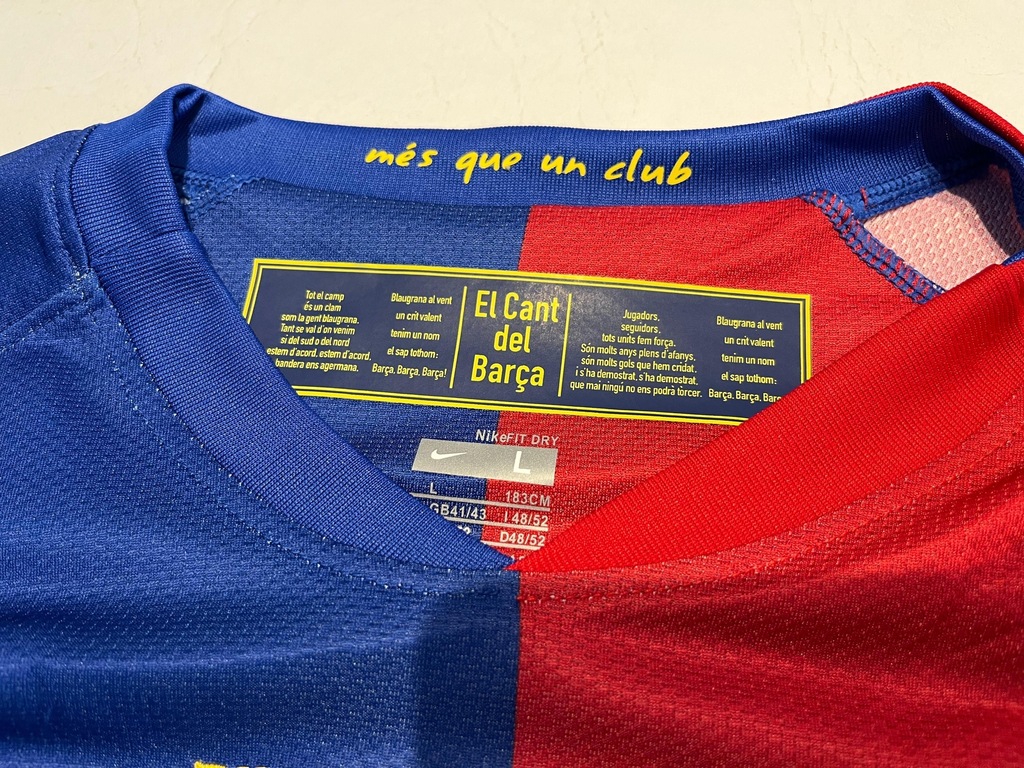 més que un club
Tot el camp
és un clam
som la gent blaugrana.
Tant se val d'on venim
si del sud o del nord
estem d'acord, estem d'acord,
bandera ens agermana.
Blaugrana al vent
un crit valent
tenim un nom
el sap tothom:
Barça, Barça, Barça!
El Cant
del
Barça
Jugadors,
seguidors,
tots units fem força.
Són molts anys plens d'afanys,
són molts gols que hem cridat,
i s'ha demostrat, s'ha demostrat,
que mai ningú no ens podrà tòrcer.
Blaugrana al vent
un crit valent
tenim un nom
el sap tothom:
Barça, Barça,
NikeFIT DRY
L
L 183CM
GB41/43 I 48/52
D48/52